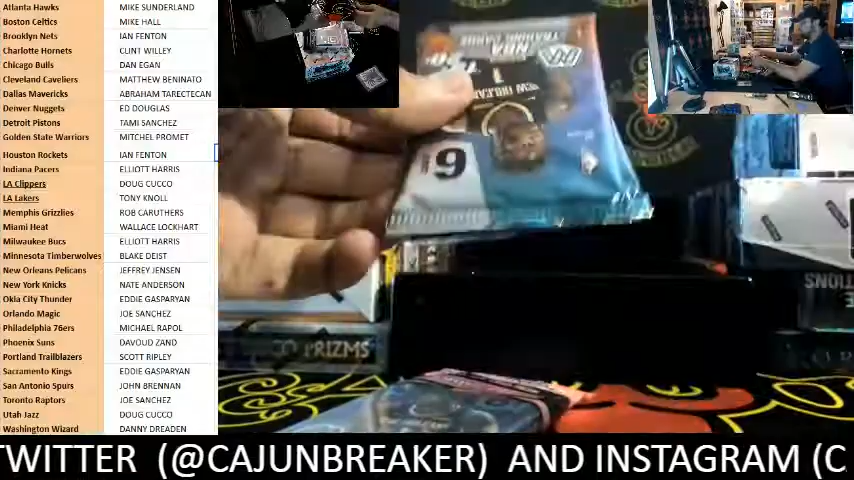 Atlanta Hawks MIKE SUNDERLAND
Boston Celtics MIKE HALL
Brooklyn Nets IAN FENTON
Charlotte Hornets CLINT WILLEY
Chicago Bulls DAN EGAN
Cleveland Cavaliers MATTHEW BENINATO
Dallas Mavericks ABRAHAM TARECTECAN
Denver Nuggets ED DOUGLAS
Detroit Pistons TAMI SANCHEZ
Golden State Warriors MITCHEL PROMET
Houston Rockets IAN FENTON
Indiana Pacers ELLIOTT HARRIS
LA Clippers DOUG CUCCO
LA Lakers TONY KNOLL
Memphis Grizzlies ROB CARUTHERS
Miami Heat WALLACE LOCKHART
Milwaukee Bucs ELLIOTT HARRIS
Minnesota Timberwolves BLAKE DEIST
New Orleans Pelicans JEFFREY JENSEN
New York Knicks NATE ANDERSON
Okla City Thunder EDDIE GASPARYAN
Orlando Magic JOE SANCHEZ
Philadelphia 76ers MICHAEL RAPOL
Phoenix Suns DAVOUD ZAND
Portland Trailblazers SCOTT RIPLEY
Sacramento Kings EDDIE GASPARYAN
San Antonio Spurs JOHN BRENNAN
Toronto Raptors JOE SANCHEZ
Utah Jazz DOUG CUCCO
Washington Wizard DANNY DREADEN
NBA
TRADING CARDS
6
PRIZMS
TWITTER (@CAJUNBREAKER) AND INSTAGRAM (C